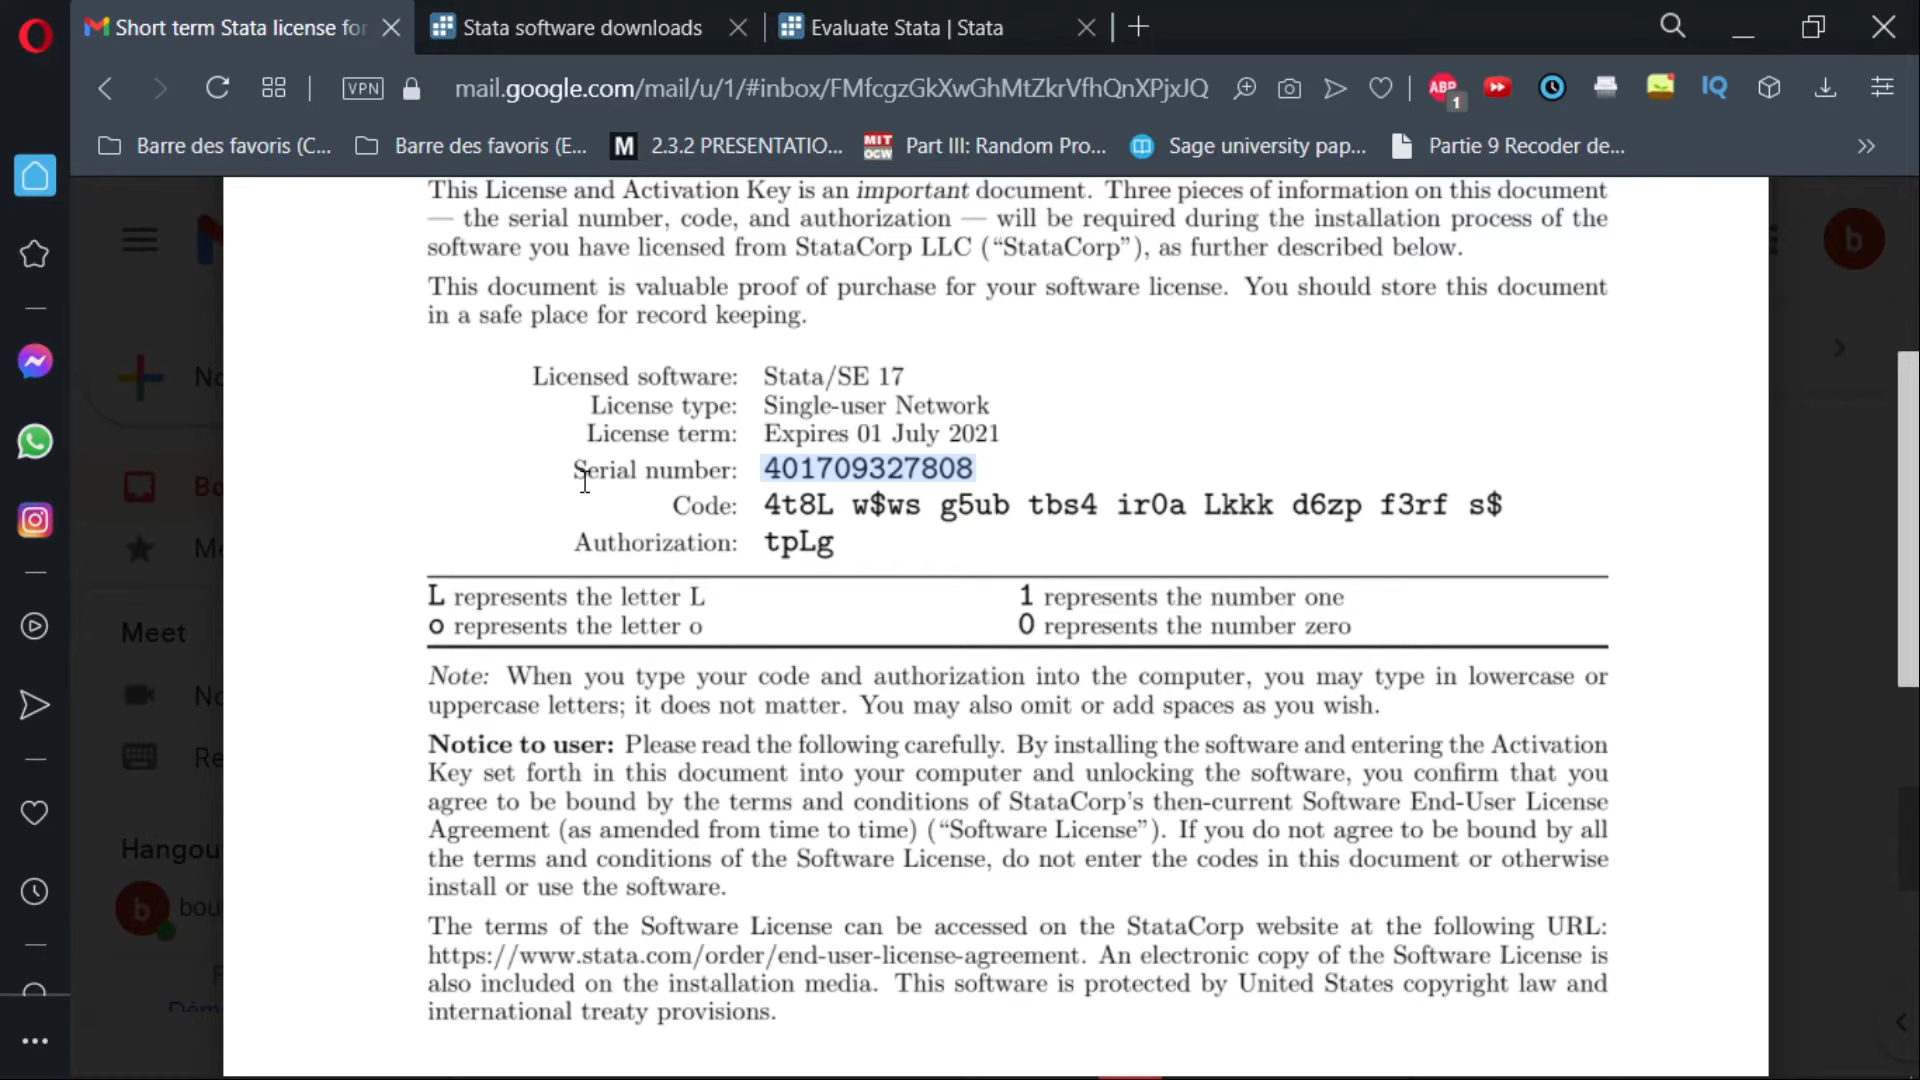 Short term Stata license for
Stata software downloads
Evaluate Stata | Stata
VPN
mail.google.com/mail/u/1/#inbox/FMfcgzGkXwGhMtZkrVfhQnXPjxJQ
ABP
1
IQ
Barre des favoris (C...
Barre des favoris (E...
M
2.3.2 PRESENTATIO...
MIT
OCW
Part III: Random Pro...
Sage university pap...
Partie 9 Recoder de...
This License and Activation Key is an important document. Three pieces of information on this document
— the serial number, code, and authorization — will be required during the installation process of the
software you have licensed from StataCorp LLC (“StataCorp”), as further described below.
This document is valuable proof of purchase for your software license. You should store this document
in a safe place for record keeping.
Licensed software: Stata/SE 17
License type: Single-user Network
License term: Expires 01 July 2021
Serial number: 401709327808
Code: 4t8L w$ws g5ub tbs4 ir0a Lkkk d6zp f3rf s$
Authorization: tpLg
L represents the letter L
1 represents the number one
o represents the letter o
0 represents the number zero
Note: When you type your code and authorization into the computer, you may type in lowercase or
uppercase letters; it does not matter. You may also omit or add spaces as you wish.
Notice to user: Please read the following carefully. By installing the software and entering the Activation
Key set forth in this document into your computer and unlocking the software, you confirm that you
agree to be bound by the terms and conditions of StataCorp’s then-current Software End-User License
Agreement (as amended from time to time) (“Software License”). If you do not agree to be bound by all
the terms and conditions of the Software License, do not enter the codes in this document or otherwise
install or use the software.
The terms of the Software License can be accessed on the StataCorp website at the following URL:
https://www.stata.com/order/end-user-license-agreement. An electronic copy of the Software License is
also included on the installation media. This software is protected by United States copyright law and
international treaty provisions.
b
No
Bo
Me
Meet
No
Re
Hangou
b
bou